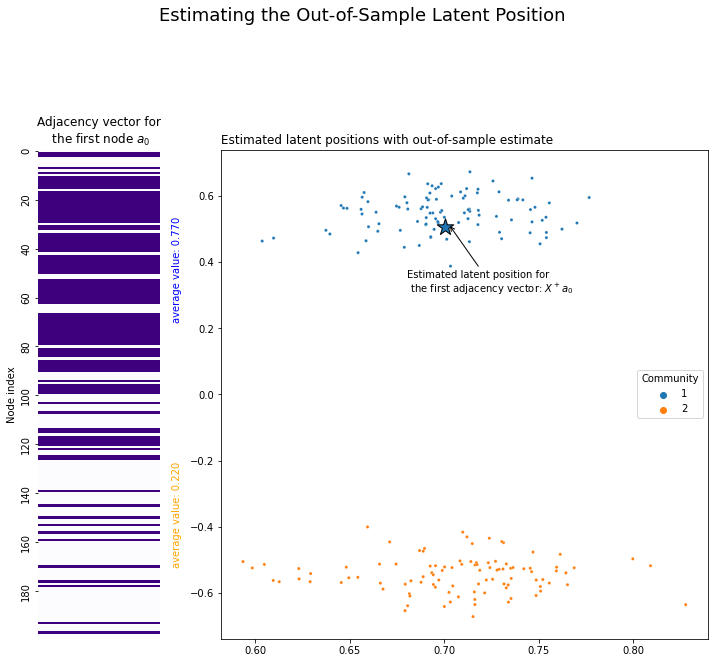 Estimating the Out-of-Sample Latent Position
Adjacency vector for
the first node a₀
Estimated latent positions with out-of-sample estimate
0
20
40
60
80
100
120
140
160
180
Node index
average value: 0.770
average value: 0.220
0.6
0.4
0.2
0.0
−0.2
−0.4
−0.6
Estimated latent position for
the first adjacency vector: X⁺a₀
Community
1
2
0.60
0.65
0.70
0.75
0.80